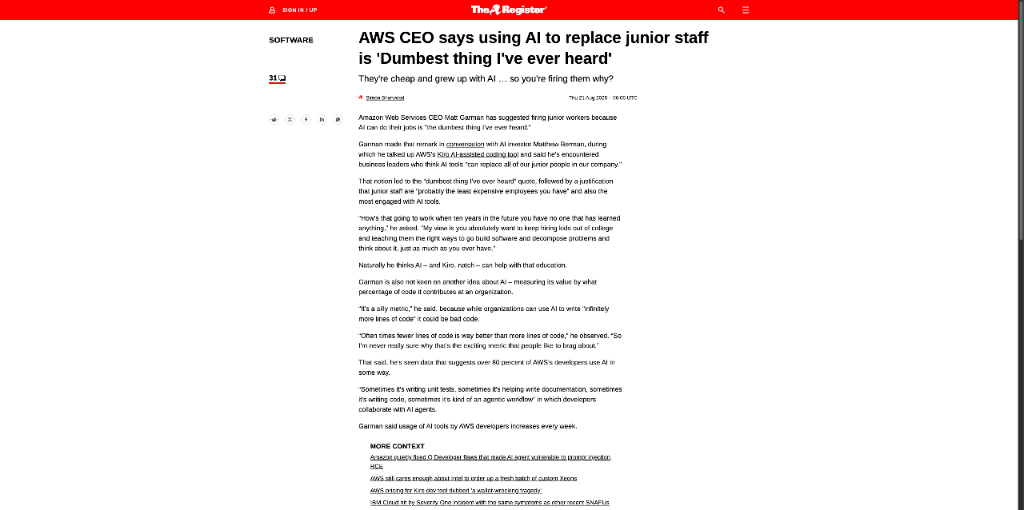 SIGN IN / UP
The Register®
SOFTWARE
AWS CEO says using AI to replace junior staff
is 'Dumbest thing I've ever heard'
31
They're cheap and grew up with AI … so you're firing them why?
Simon Sharwood
Thu 21 Aug 2025
Amazon Web Services CEO Matt Garman has suggested firing junior workers because
AI can do their jobs is "the dumbest thing I've ever heard."
Garman made that remark in conversation with AI investor Matthew Berman, during
which he talked up AWS's Kiro AI-assisted coding tool and said he's encountered
business leaders who think AI tools "can replace all of our junior people in our company."
That notion led to the "dumbest thing I've ever heard" quote, followed by a justification
that junior staff are "probably the least expensive employees you have" and also the
most engaged with AI tools.
"How's that going to work when ten years in the future you have no one that has learned
anything," he asked. "My view is you absolutely want to keep hiring kids out of college
and teaching them the right ways to go build software and decompose problems and
think about it, just as much as you ever have."
Naturally he thinks AI – and Kiro, natch – can help with that education.
Garman is also not keen on another idea about AI – measuring its value by what
percentage of code it contributes at an organization.
"It's a silly metric," he said, because while organizations can use AI to write "infinitely
more lines of code" it could be bad code.
"Often times fewer lines of code is way better than more lines of code," he observed. "So
I'm never really sure why that's the exciting metric that people like to brag about."
That said, he's seen data that suggests over 80 percent of AWS's developers use AI in
some way.
"Sometimes it's writing unit tests, sometimes it's helping write documentation, sometimes
it's writing code, sometimes it's kind of an agentic workflow" in which developers
collaborate with AI agents.
Garman said usage of AI tools by AWS developers increases every week.
MORE CONTEXT
Amazon quietly fixed Q Developer flaws that made AI agent vulnerable to prompt injection,
RCE
AWS still cares enough about Intel to order up a fresh batch of custom Xeons
AWS pricing for Kiro dev tool dubbed 'a wallet-wrecking tragedy'
IBM Cloud hit by Severity One incident with the same symptoms as other recent SNAFUs